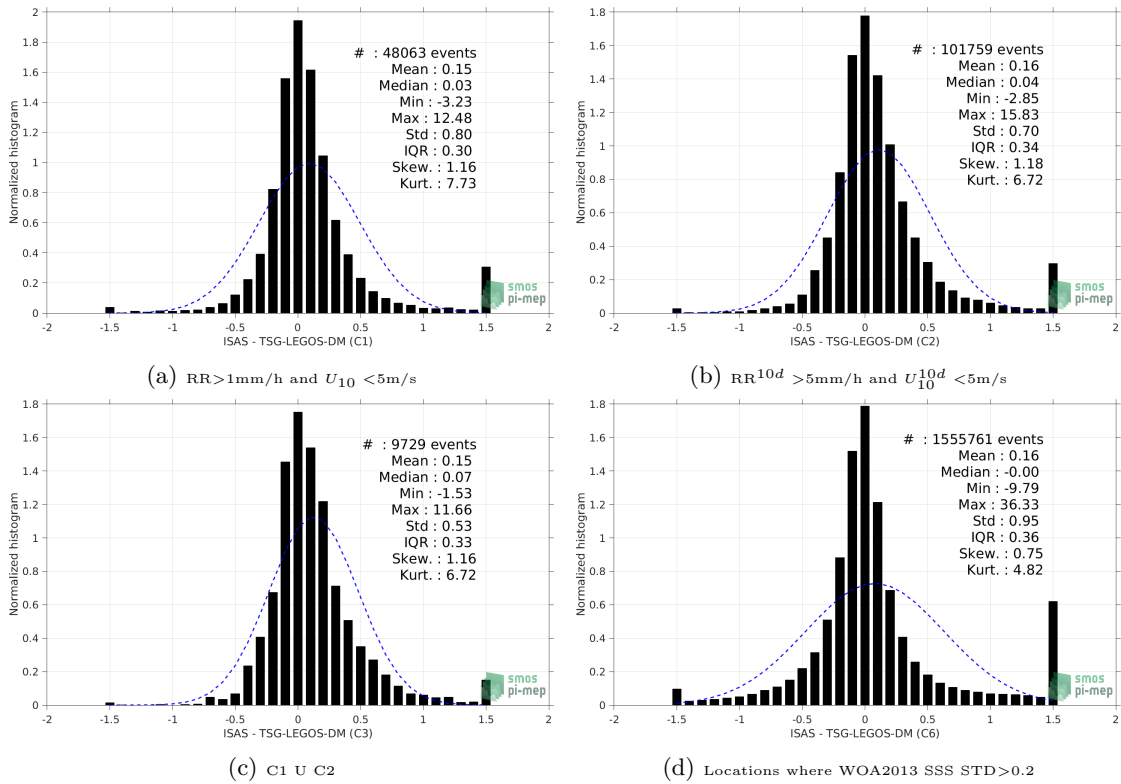 2
1.8
1.6
1.4
1.2
1
0.8
0.6
0.4
0.2
0
Normalized histogram
# : 48063 events
Mean : 0.15
Median : 0.03
Min : -3.23
Max : 12.48
Std : 0.80
IQR : 0.30
Skew. : 1.16
Kurt. : 7.73
smos
pi-mep
-2 -1.5 -1 -0.5 0 0.5 1 1.5 2
ISAS - TSG-LEGOS-DM (C1)
(a) RR>1mm/h and U10 <5m/s
1.8
1.6
1.4
1.2
1
0.8
0.6
0.4
0.2
0
Normalized histogram
# : 101759 events
Mean : 0.16
Median : 0.04
Min : -2.85
Max : 15.83
Std : 0.70
IQR : 0.34
Skew. : 1.18
Kurt. : 6.72
smos
pi-mep
-2 -1.5 -1 -0.5 0 0.5 1 1.5 2
ISAS - TSG-LEGOS-DM (C2)
(b) RR10d >5mm/h and U10d10 <5m/s
1.8
1.6
1.4
1.2
1
0.8
0.6
0.4
0.2
0
Normalized histogram
# : 9729 events
Mean : 0.15
Median : 0.07
Min : -1.53
Max : 11.66
Std : 0.53
IQR : 0.33
Skew. : 1.16
Kurt. : 6.72
smos
pi-mep
-2 -1.5 -1 -0.5 0 0.5 1 1.5 2
ISAS - TSG-LEGOS-DM (C3)
(c) C1 U C2
1.8
1.6
1.4
1.2
1
0.8
0.6
0.4
0.2
0
Normalized histogram
# : 1555761 events
Mean : 0.16
Median : -0.00
Min : -9.79
Max : 36.33
Std : 0.95
IQR : 0.36
Skew. : 0.75
Kurt. : 4.82
smos
pi-mep
-2 -1.5 -1 -0.5 0 0.5 1 1.5 2
ISAS - TSG-LEGOS-DM (C6)
(d) Locations where WOA2013 SSS STD>0.2